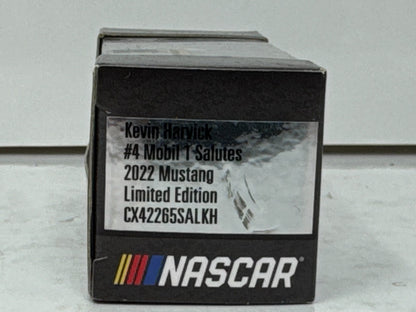 Kevin Harvick
#4 Mobil 1 Salutes
2022 Mustang
Limited Edition
CX42265SALKH
NASCAR